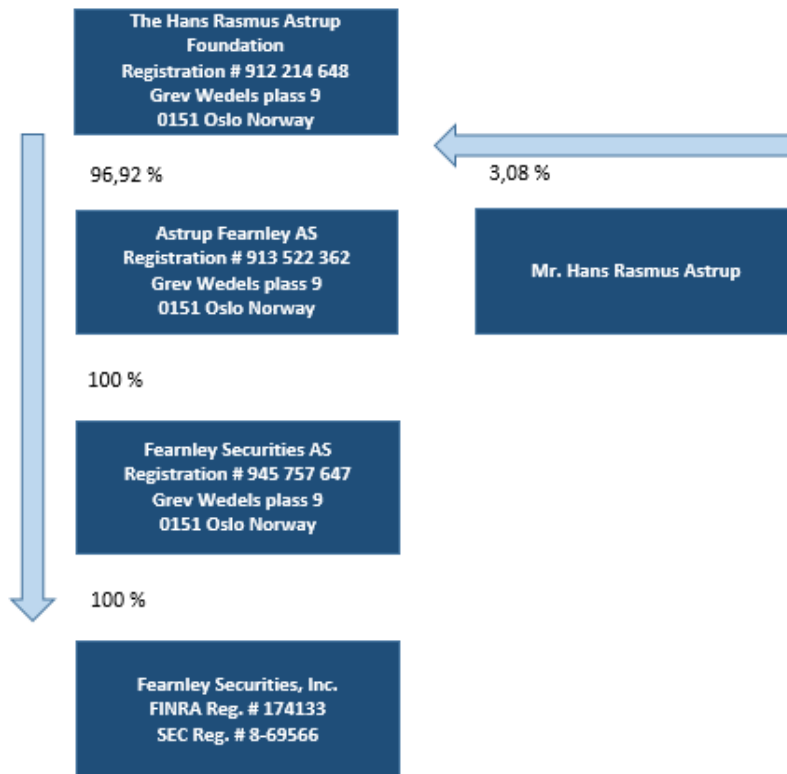 The Hans Rasmus Astrup
Foundation
Registration # 912 214 648
Grev Wedels plass 9
0151 Oslo Norway
96,92 %
3,08 %
Astrup Fearnley AS
Registration # 913 522 362
Grev Wedels plass 9
0151 Oslo Norway
Mr. Hans Rasmus Astrup
100 %
Fearnley Securities AS
Registration # 945 757 647
Grev Wedels plass 9
0151 Oslo Norway
100 %
Fearnley Securities, Inc.
FINRA Reg. # 174133
SEC Reg. # 8-69566